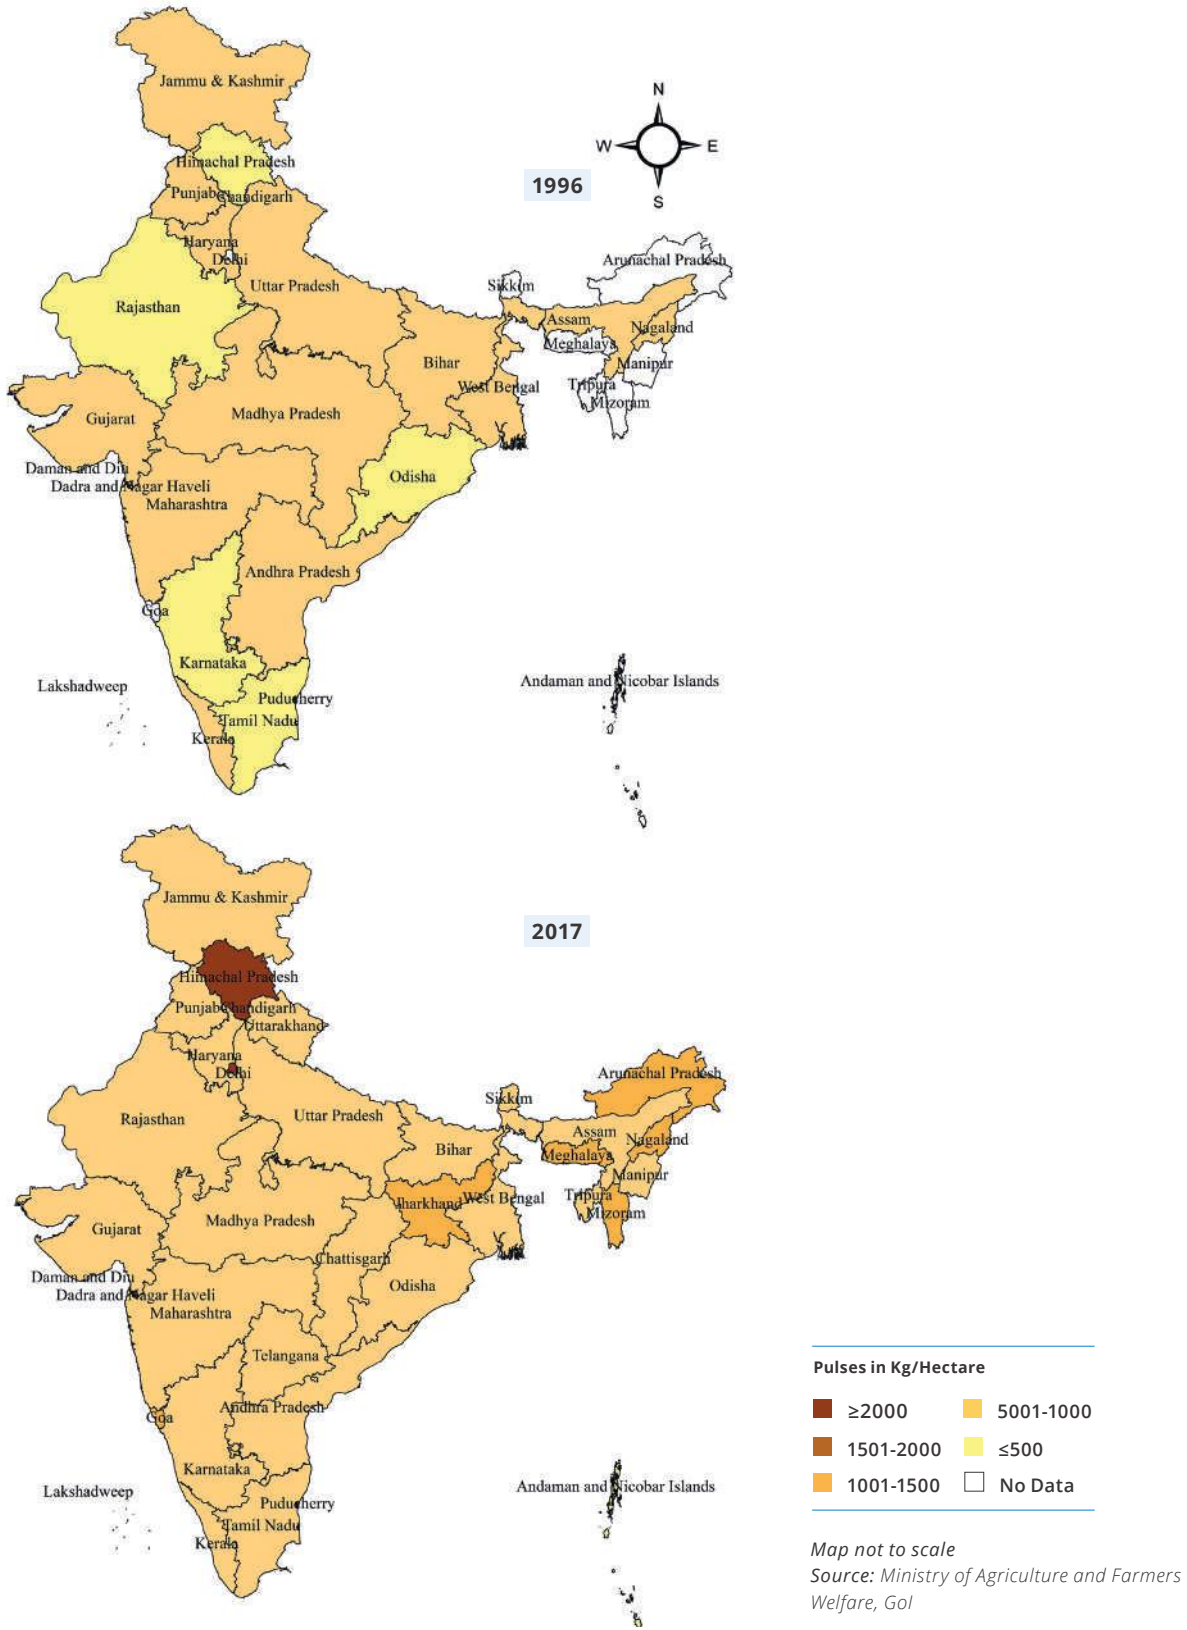 Jammu & Kashmir
N
W E
S
Himachal Pradesh
1996
Punjab
Chandigarh
Haryana
Delhi
Arunachal Pradesh
Uttar Pradesh
Sikkim
Rajasthan
Assam
Nagaland
Meghalaya
Bihar
Manipur
West Bengal
Tripura
Mizoram
Madhya Pradesh
Gujarat
Daman and Diu
Odisha
Dadra and Nagar Haveli
Maharashtra
Andhra Pradesh
Goa
Karnataka
Lakshadweep
Andaman and Nicobar Islands
Puducherry
Tamil Nadu
Kerala
Jammu & Kashmir
2017
Himachal Pradesh
Punjab
Chandigarh
Uttarakhand
Haryana
Delhi
Arunachal Pradesh
Sikkim
Rajasthan
Uttar Pradesh
Assam
Nagaland
Bihar
Meghalaya
Manipur
Tripura
Jharkhand
West Bengal
Mizoram
Madhya Pradesh
Gujarat
Chattisgarh
Daman and Diu
Odisha
Dadra and Nagar Haveli
Maharashtra
Telangana
Andhra Pradesh
Goa
Karnataka
Lakshadweep
Andaman and Nicobar Islands
Puducherry
Tamil Nadu
Kerala
Pulses in Kg/Hectare
≥2000 5001-1000
1501-2000 ≤500
1001-1500 No Data
Map not to scale
Source: Ministry of Agriculture and Farmers
Welfare, GoI